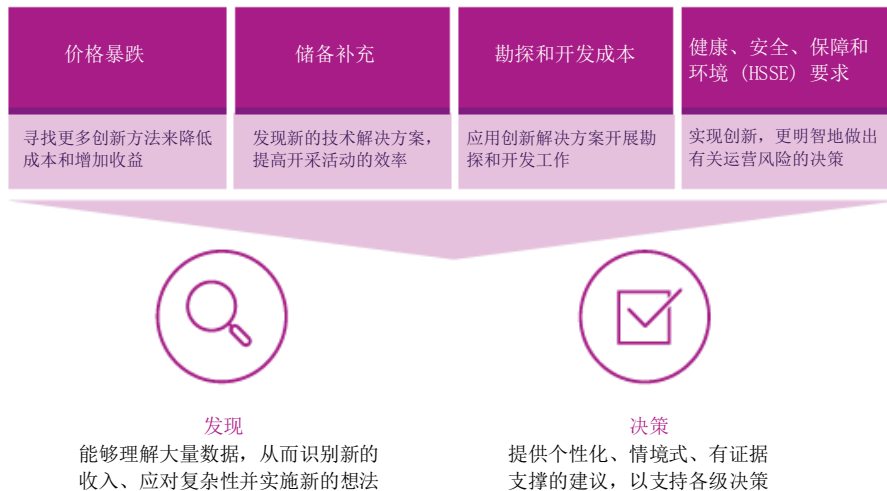 价格暴跌
储备补充
勘探和开发成本
健康、安全、保障和
环境 (HSSE) 要求
寻找更多创新方法来降低
成本和增加收益
发现新的技术解决方案，
提高开采活动的效率
应用创新解决方案开展勘
探和开发工作
实现创新，更明智地做出
有关运营风险的决策
发现
能够理解大量数据，从而识别新的
收入、应对复杂性并实施新的想法
决策
提供个性化、情境式、有证据
支撑的建议，以支持各级决策